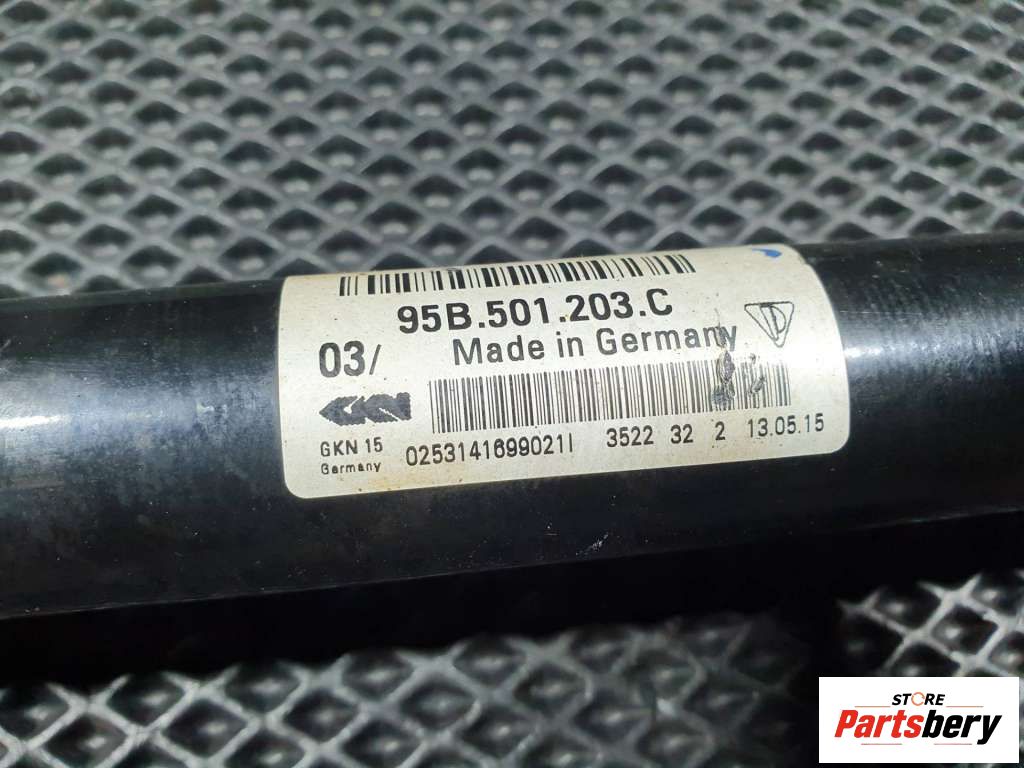 95B.501.203.C
03/ Made in Germany
GKN
GKN 15
Germany
0253141699021I 3522 32 2 13.05.15
STORE
Partsbery